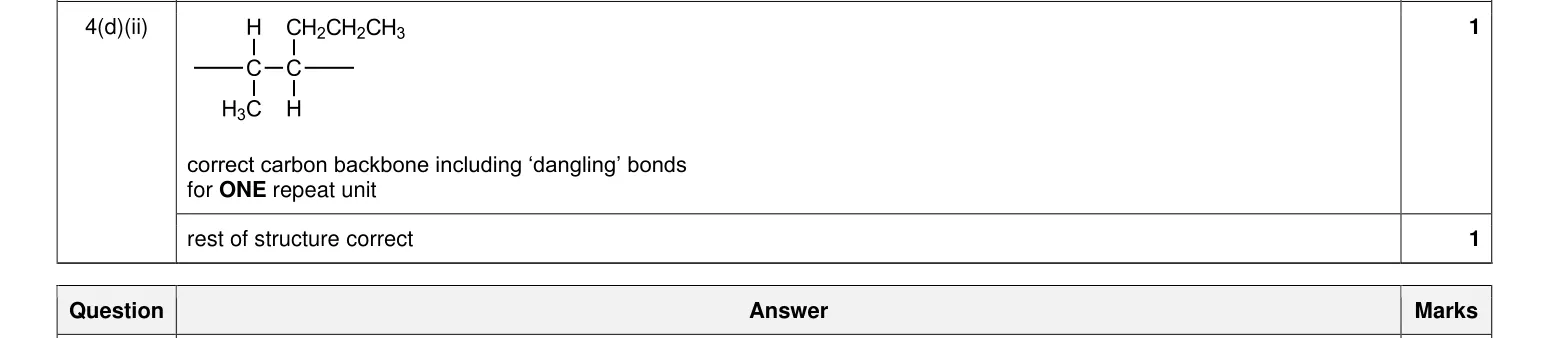 4(d)(ii)
H CH₂CH₂CH₃
1
C C
H₃C H
correct carbon backbone including ‘dangling’ bonds
for ONE repeat unit
rest of structure correct
1
Question Answer Marks